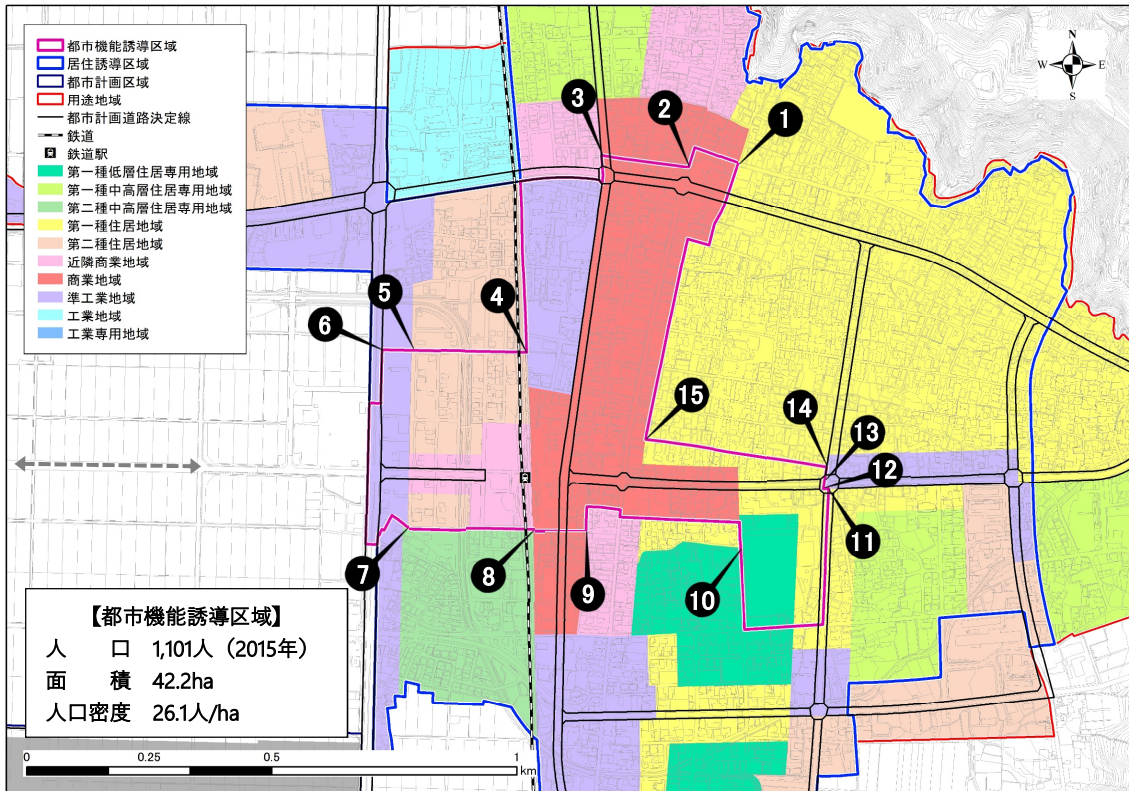 都市機能誘導区域
居住誘導区域
都市計画区域
用途地域
都市計画道路決定線
鉄道
鉄道駅
第一種低層住居専用地域
第一種中高層住居専用地域
第二種中高層住居専用地域
第一種住居地域
第二種住居地域
近隣商業地域
商業地域
準工業地域
工業地域
工業専用地域
N
W E
S
3
2
1
5
4
6
15
14
13
12
11
7
8
9
10
【都市機能誘導区域】
人 口 1,101人（2015年）
面 積 42.2ha
人口密度 26.1人/ha
0 0.25 0.5 1
km